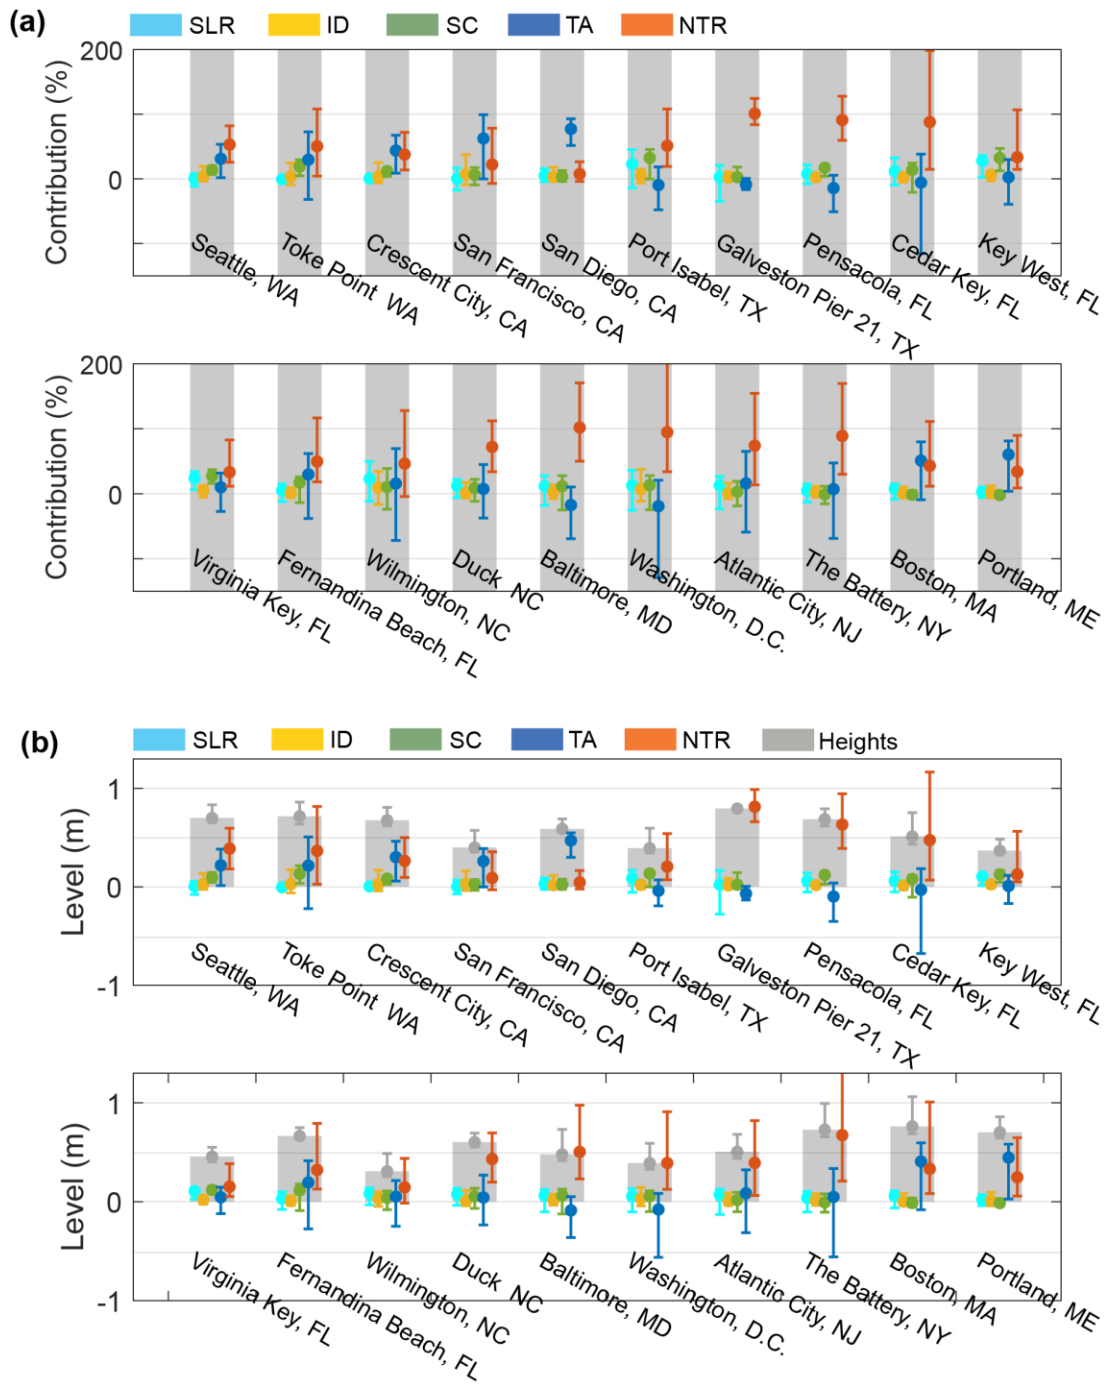 (a)
SLR ID SC TA NTR
200
0
Contribution (%)
Seattle, WA
Toke Point WA
Crescent City, CA
San Francisco, CA
San Diego, CA
Port Isabel, TX
Galveston Pier 21, TX
Pensacola, FL
Cedar Key, FL
Key West, FL
200
0
Contribution (%)
Virginia Key, FL
Fernandina Beach, FL
Wilmington, NC
Duck NC
Baltimore, MD
Washington, D.C.
Atlantic City, NJ
The Battery, NY
Boston, MA
Portland, ME
(b)
SLR ID SC TA NTR Heights
1
0
-1
Level (m)
Seattle, WA
Toke Point WA
Crescent City, CA
San Francisco, CA
San Diego, CA
Port Isabel, TX
Galveston Pier 21, TX
Pensacola, FL
Cedar Key, FL
Key West, FL
1
0
-1
Level (m)
Virginia Key, FL
Fernandina Beach, FL
Wilmington, NC
Duck NC
Baltimore, MD
Washington, D.C.
Atlantic City, NJ
The Battery, NY
Boston, MA
Portland, ME